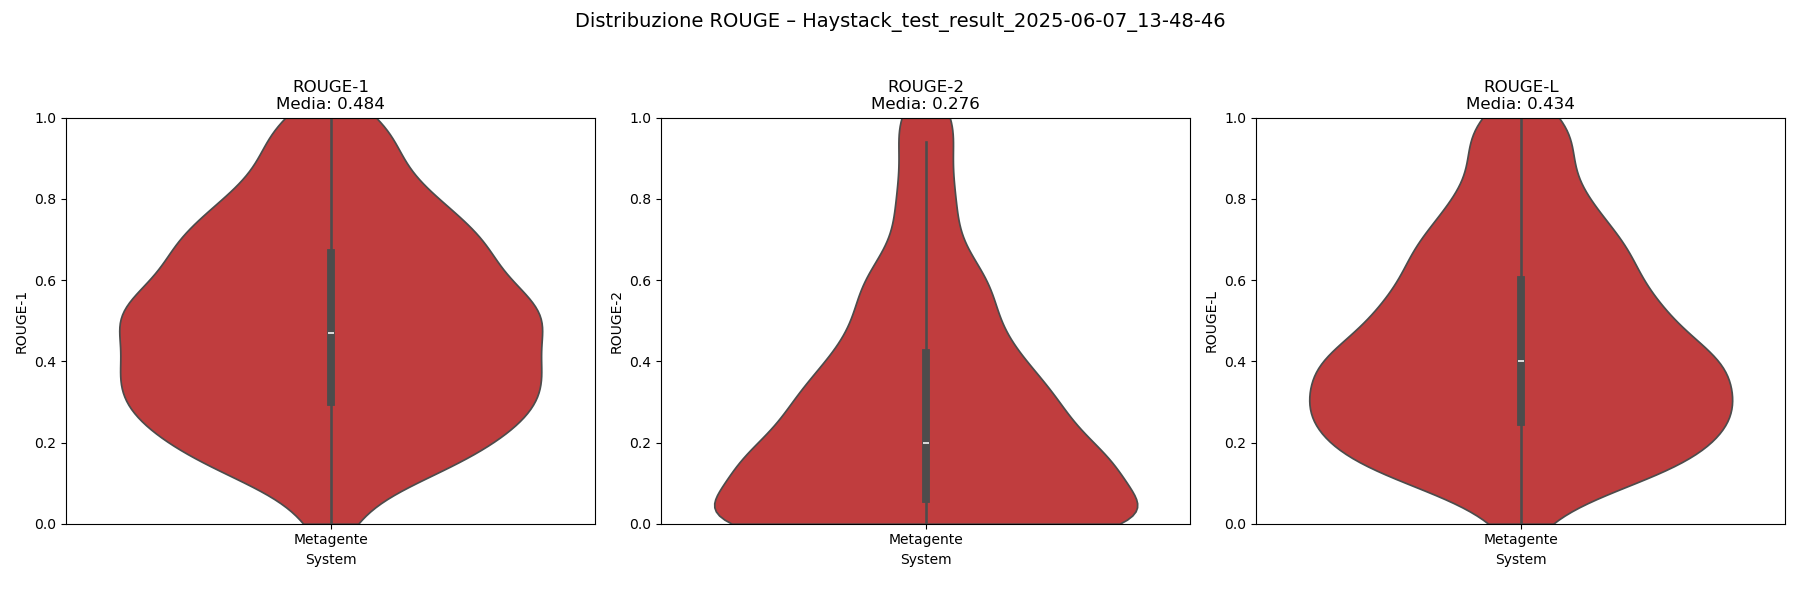 Distribuzione ROUGE – Haystack_test_result_2025-06-07_13-48-46
ROUGE-1
Media: 0.484
1.0
0.8
0.6
0.4
0.2
0.0
ROUGE-1
Metagente
System
ROUGE-2
Media: 0.276
1.0
0.8
0.6
0.4
0.2
0.0
ROUGE-2
Metagente
System
ROUGE-L
Media: 0.434
1.0
0.8
0.6
0.4
0.2
0.0
ROUGE-L
Metagente
System